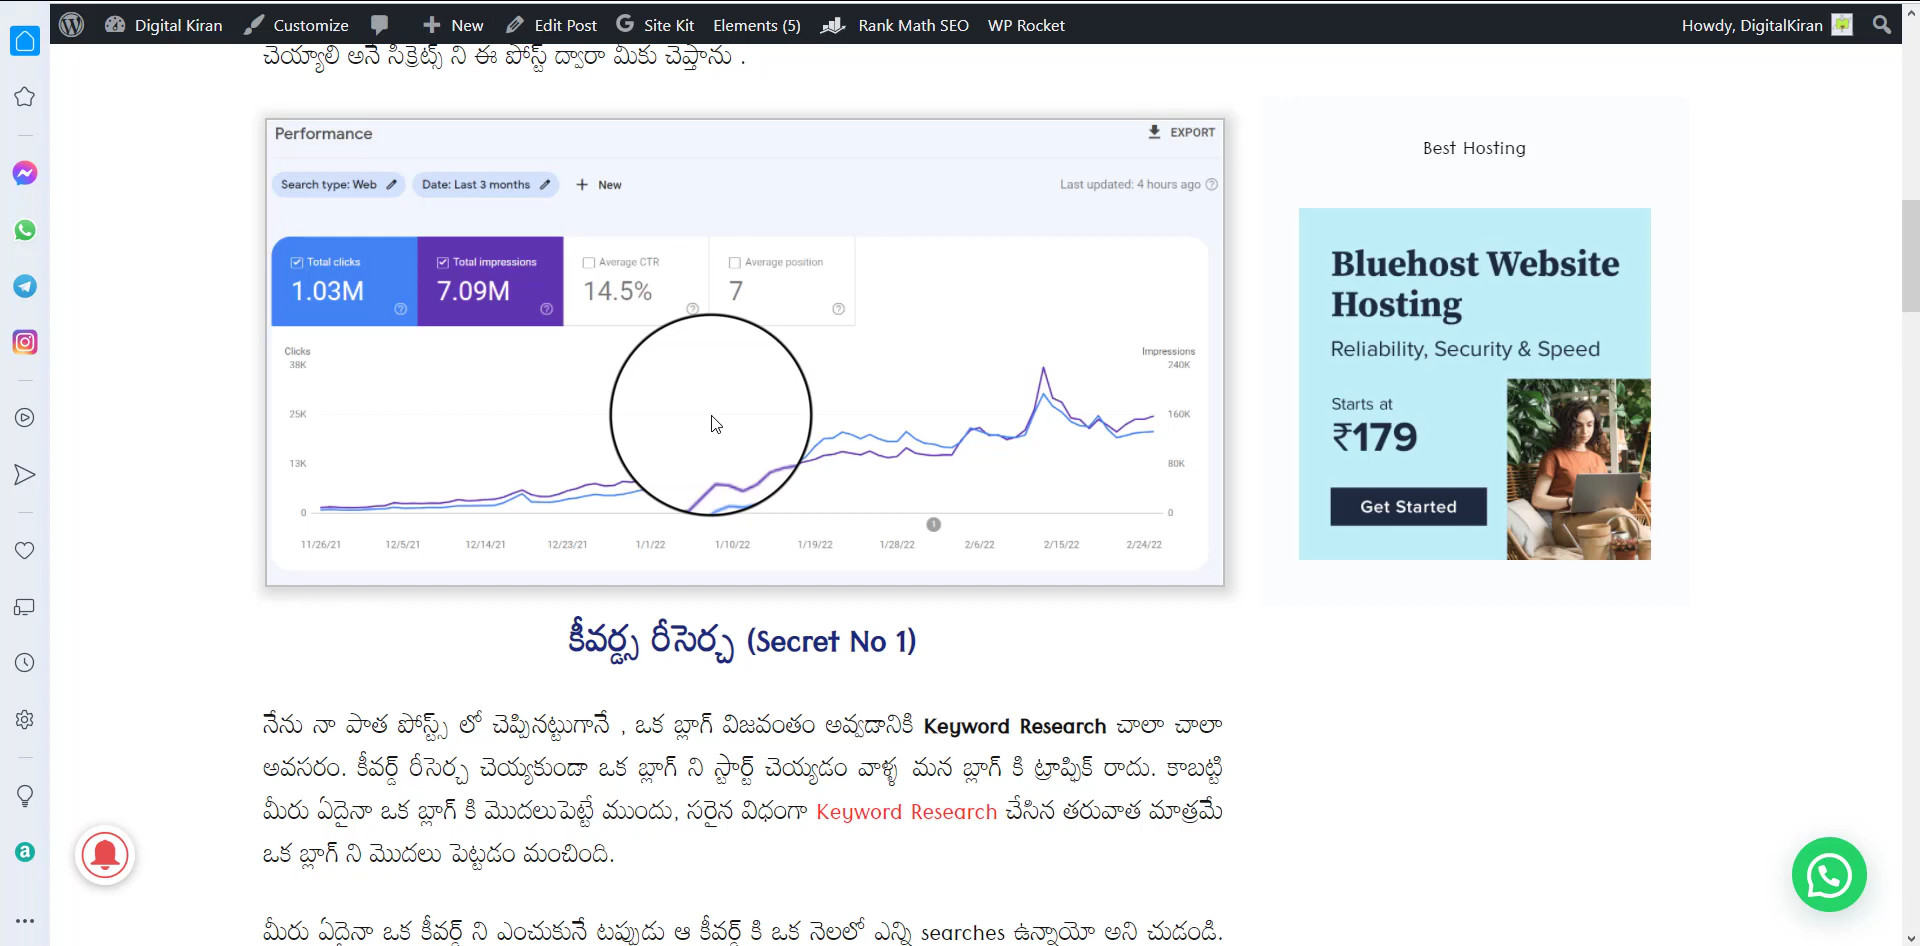 Digital Kiran
Customize
New
Edit Post
Site Kit
Elements (5)
Rank Math SEO
WP Rocket
Howdy, DigitalKiran
చెయ్యాలి అనే సిక్రెట్స్ ని ఈ పోస్ట్ ద్వారా మీకు చెప్తాను .
Performance
EXPORT
Search type: Web
Date: Last 3 months
New
Last updated: 4 hours ago
Total clicks
1.03M
Total impressions
7.09M
Average CTR
14.5%
Average position
7
Clicks
38K
25K
13K
0
Impressions
240K
160K
80K
0
1
11/26/21 12/5/21 12/14/21 12/23/21 1/1/22 1/10/22 1/19/22 1/28/22 2/6/22 2/15/22 2/24/22
కీవర్డ్స రీసెర్చ (Secret No 1)
నేను నా పాత పోస్ట్స్ లో చెప్పినట్టుగానే , ఒక బ్లాగ్ విజవంతం అవ్వడానికి Keyword Research చాలా చాలా
అవసరం. కీవర్డ్ రీసెర్చ చెయ్యకుండా ఒక బ్లాగ్ ని స్టార్ట్ చెయ్యడం వాళ్ళ మన బ్లాగ్ కి ట్రాఫ్ఫిక్ రాదు. కాబట్టి
మీరు ఏదైనా ఒక బ్లాగ్ కి మొదలుపెట్టే ముందు, సరైన విధంగా Keyword Research చేసిన తరువాత మాత్రమే
ఒక బ్లాగ్ ని మొదలు పెట్టడం మంచింది.
మీరు ఏదైనా ఒక కీవర్డ్ ని ఎంచుకునే టప్పుడు ఆ కీవర్డ్ కి ఒక నెలలో ఎన్ని searches ఉన్నాయో అని చుడండి.
Best Hosting
Bluehost Website
Hosting
Reliability, Security & Speed
Starts at
₹179
Get Started